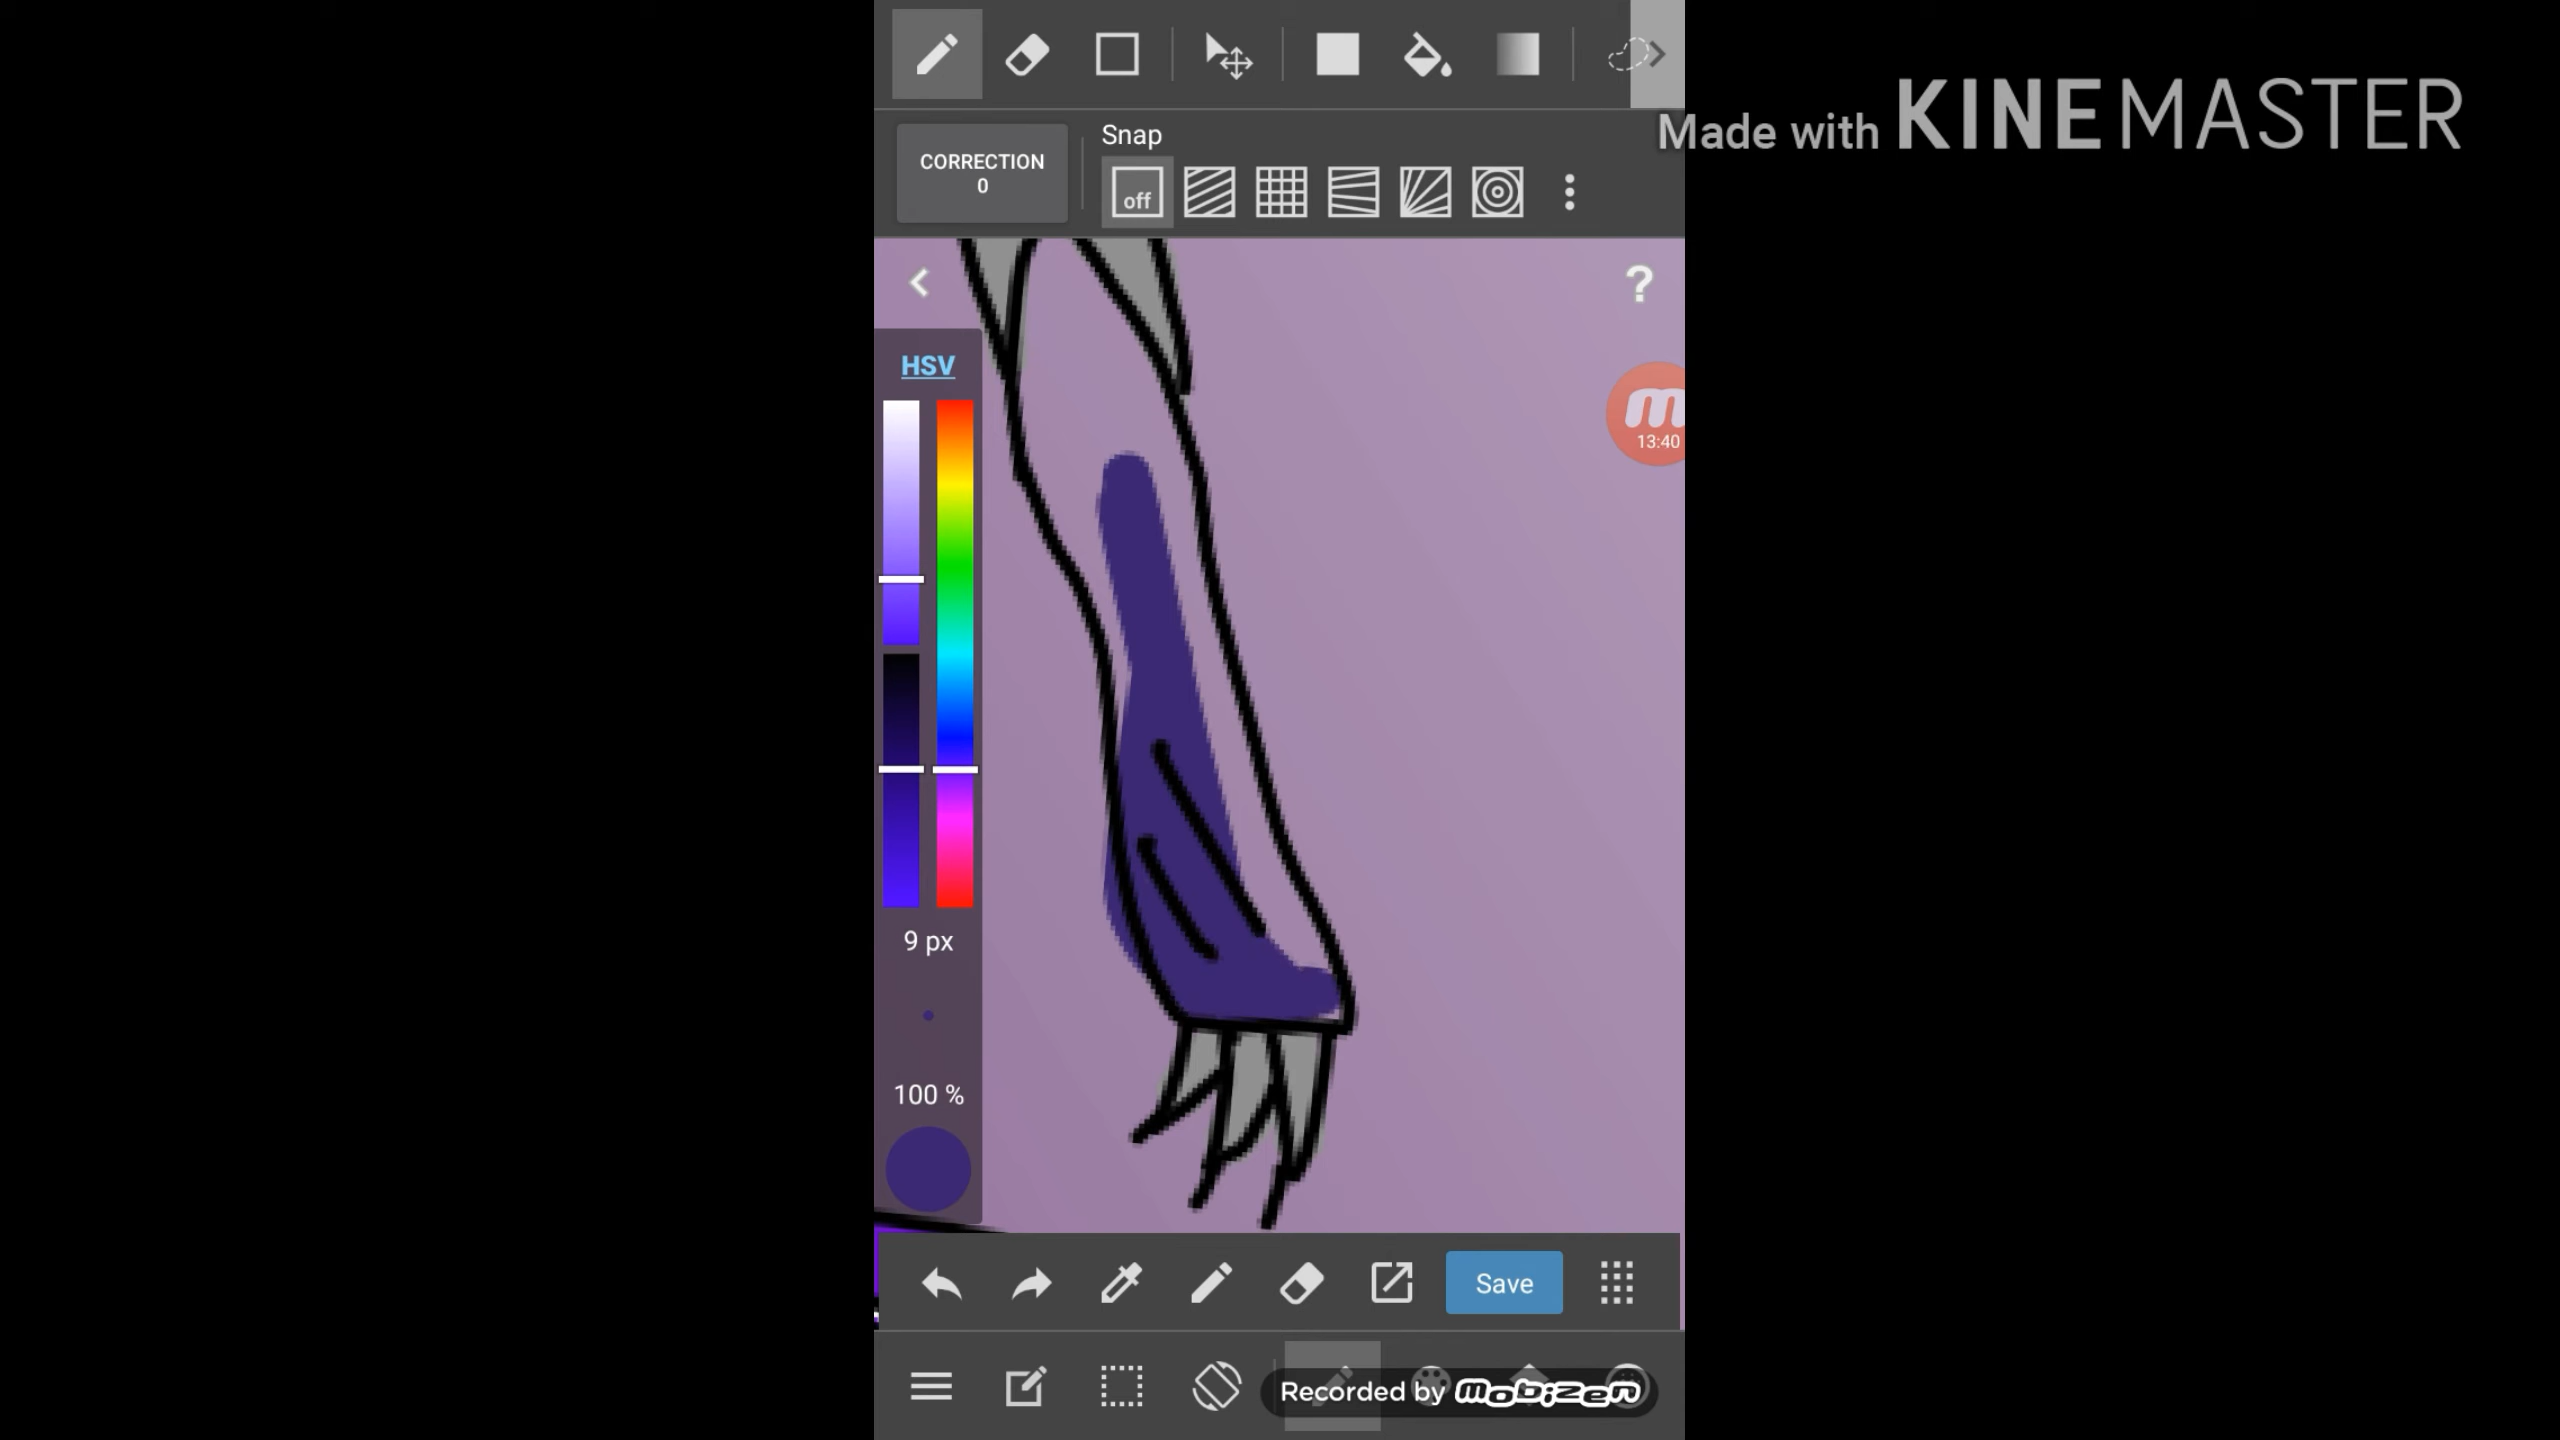 Made with KINEMASTER
CORRECTION
0
Snap
off
?
HSV
13:40
9 px
100 %
Save
Recorded by mobizen